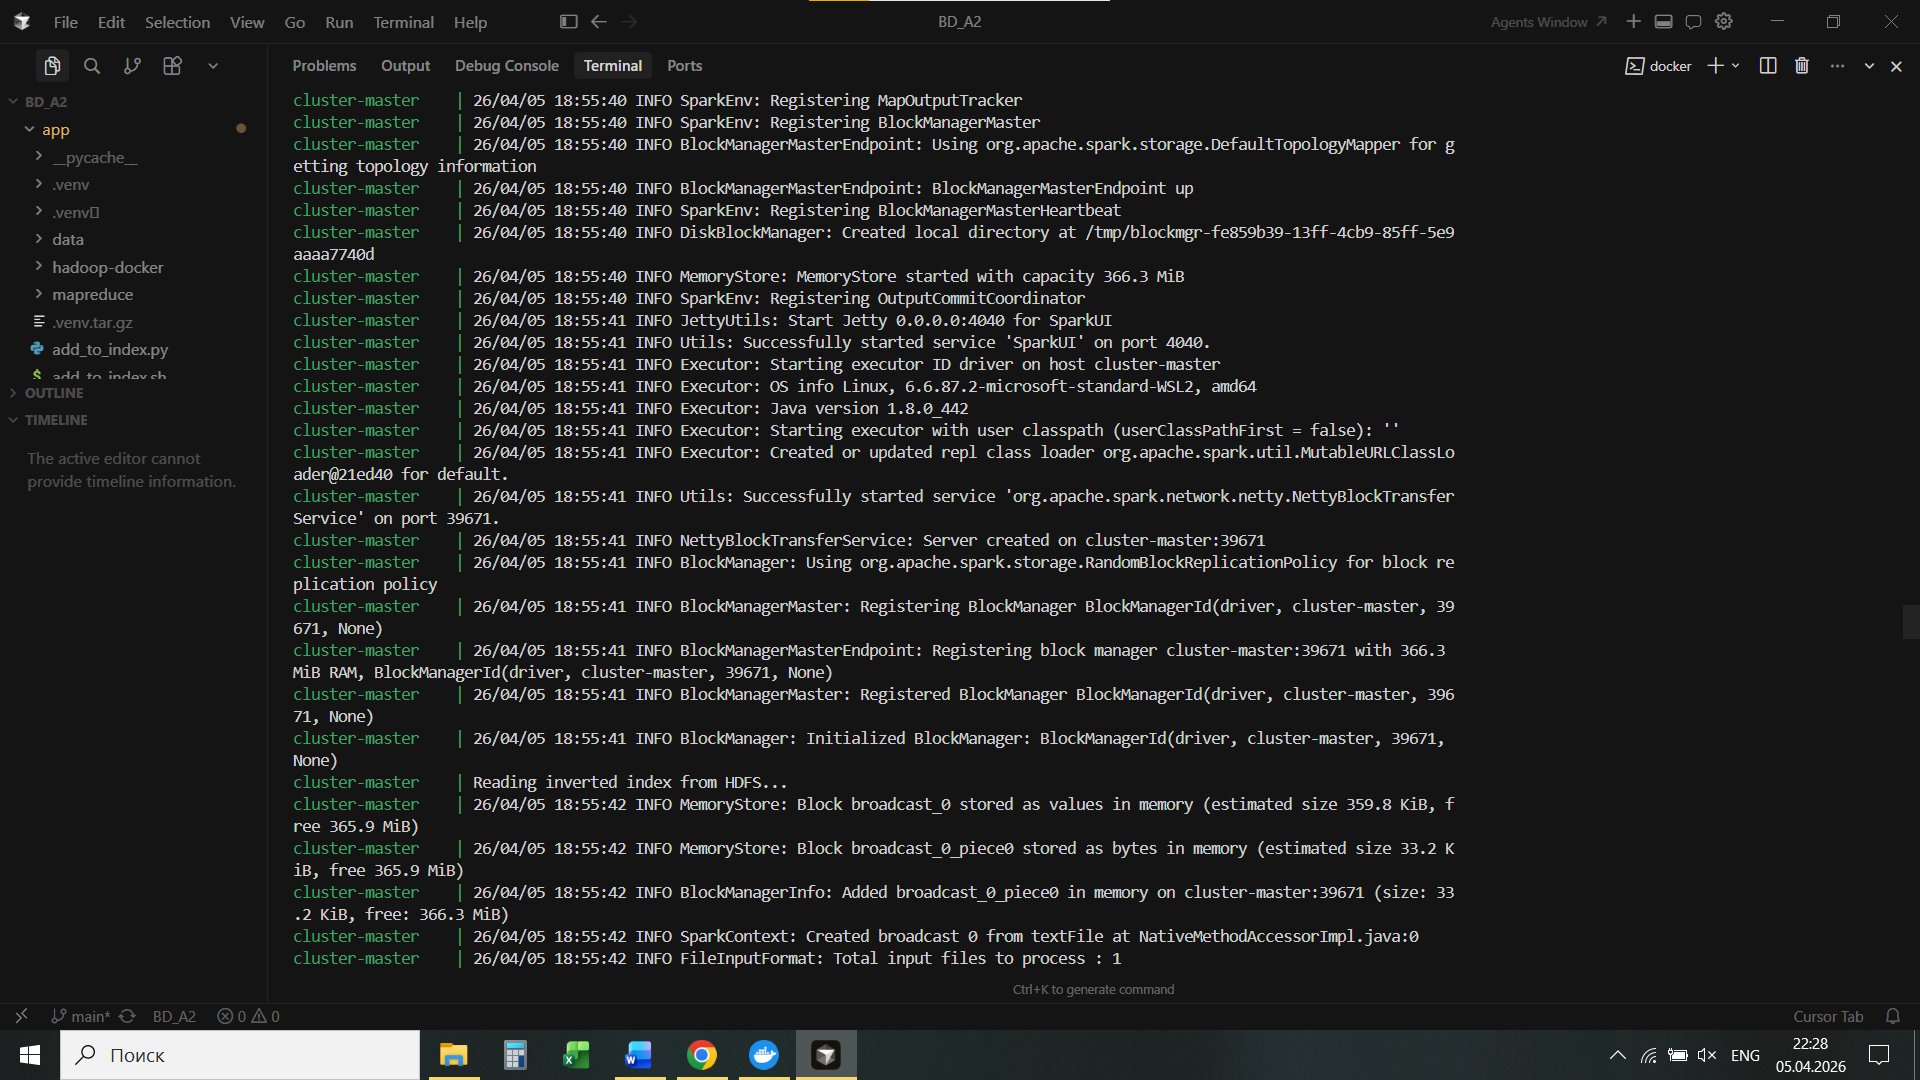 File Edit Selection View Go Run Terminal Help
BD_A2
Agents Window
Problems Output Debug Console Terminal Ports
docker
BD_A2
app
__pycache__
.venv
.venv
data
hadoop-docker
mapreduce
.venv.tar.gz
add_to_index.py
add_to_index.sh
OUTLINE
TIMELINE
The active editor cannot
provide timeline information.
cluster-master | 26/04/05 18:55:40 INFO SparkEnv: Registering MapOutputTracker
cluster-master | 26/04/05 18:55:40 INFO SparkEnv: Registering BlockManagerMaster
cluster-master | 26/04/05 18:55:40 INFO BlockManagerMasterEndpoint: Using org.apache.spark.storage.DefaultTopologyMapper for g
etting topology information
cluster-master | 26/04/05 18:55:40 INFO BlockManagerMasterEndpoint: BlockManagerMasterEndpoint up
cluster-master | 26/04/05 18:55:40 INFO SparkEnv: Registering BlockManagerMasterHeartbeat
cluster-master | 26/04/05 18:55:40 INFO DiskBlockManager: Created local directory at /tmp/blockmgr-fe859b39-13ff-4cb9-85ff-5e9
aaaa7740d
cluster-master | 26/04/05 18:55:40 INFO MemoryStore: MemoryStore started with capacity 366.3 MiB
cluster-master | 26/04/05 18:55:40 INFO SparkEnv: Registering OutputCommitCoordinator
cluster-master | 26/04/05 18:55:41 INFO JettyUtils: Start Jetty 0.0.0.0:4040 for SparkUI
cluster-master | 26/04/05 18:55:41 INFO Utils: Successfully started service 'SparkUI' on port 4040.
cluster-master | 26/04/05 18:55:41 INFO Executor: Starting executor ID driver on host cluster-master
cluster-master | 26/04/05 18:55:41 INFO Executor: OS info Linux, 6.6.87.2-microsoft-standard-WSL2, amd64
cluster-master | 26/04/05 18:55:41 INFO Executor: Java version 1.8.0_442
cluster-master | 26/04/05 18:55:41 INFO Executor: Starting executor with user classpath (userClassPathFirst = false): ''
cluster-master | 26/04/05 18:55:41 INFO Executor: Created or updated repl class loader org.apache.spark.util.MutableURLClassLo
ader@21ed40 for default.
cluster-master | 26/04/05 18:55:41 INFO Utils: Successfully started service 'org.apache.spark.network.netty.NettyBlockTransfer
Service' on port 39671.
cluster-master | 26/04/05 18:55:41 INFO NettyBlockTransferService: Server created on cluster-master:39671
cluster-master | 26/04/05 18:55:41 INFO BlockManager: Using org.apache.spark.storage.RandomBlockReplicationPolicy for block re
plication policy
cluster-master | 26/04/05 18:55:41 INFO BlockManagerMaster: Registering BlockManager BlockManagerId(driver, cluster-master, 39
671, None)
cluster-master | 26/04/05 18:55:41 INFO BlockManagerMasterEndpoint: Registering block manager cluster-master:39671 with 366.3
MiB RAM, BlockManagerId(driver, cluster-master, 39671, None)
cluster-master | 26/04/05 18:55:41 INFO BlockManagerMaster: Registered BlockManager BlockManagerId(driver, cluster-master, 396
71, None)
cluster-master | 26/04/05 18:55:41 INFO BlockManager: Initialized BlockManager: BlockManagerId(driver, cluster-master, 39671,
None)
cluster-master | Reading inverted index from HDFS...
cluster-master | 26/04/05 18:55:42 INFO MemoryStore: Block broadcast_0 stored as values in memory (estimated size 359.8 KiB, f
ree 365.9 MiB)
cluster-master | 26/04/05 18:55:42 INFO MemoryStore: Block broadcast_0_piece0 stored as bytes in memory (estimated size 33.2 K
iB, free 365.9 MiB)
cluster-master | 26/04/05 18:55:42 INFO BlockManagerInfo: Added broadcast_0_piece0 in memory on cluster-master:39671 (size: 33
.2 KiB, free: 366.3 MiB)
cluster-master | 26/04/05 18:55:42 INFO SparkContext: Created broadcast 0 from textFile at NativeMethodAccessorImpl.java:0
cluster-master | 26/04/05 18:55:42 INFO FileInputFormat: Total input files to process : 1
Ctrl+K to generate command
main* BD_A2 0 0
Cursor Tab
Поиск
ENG
22:28
05.04.2026